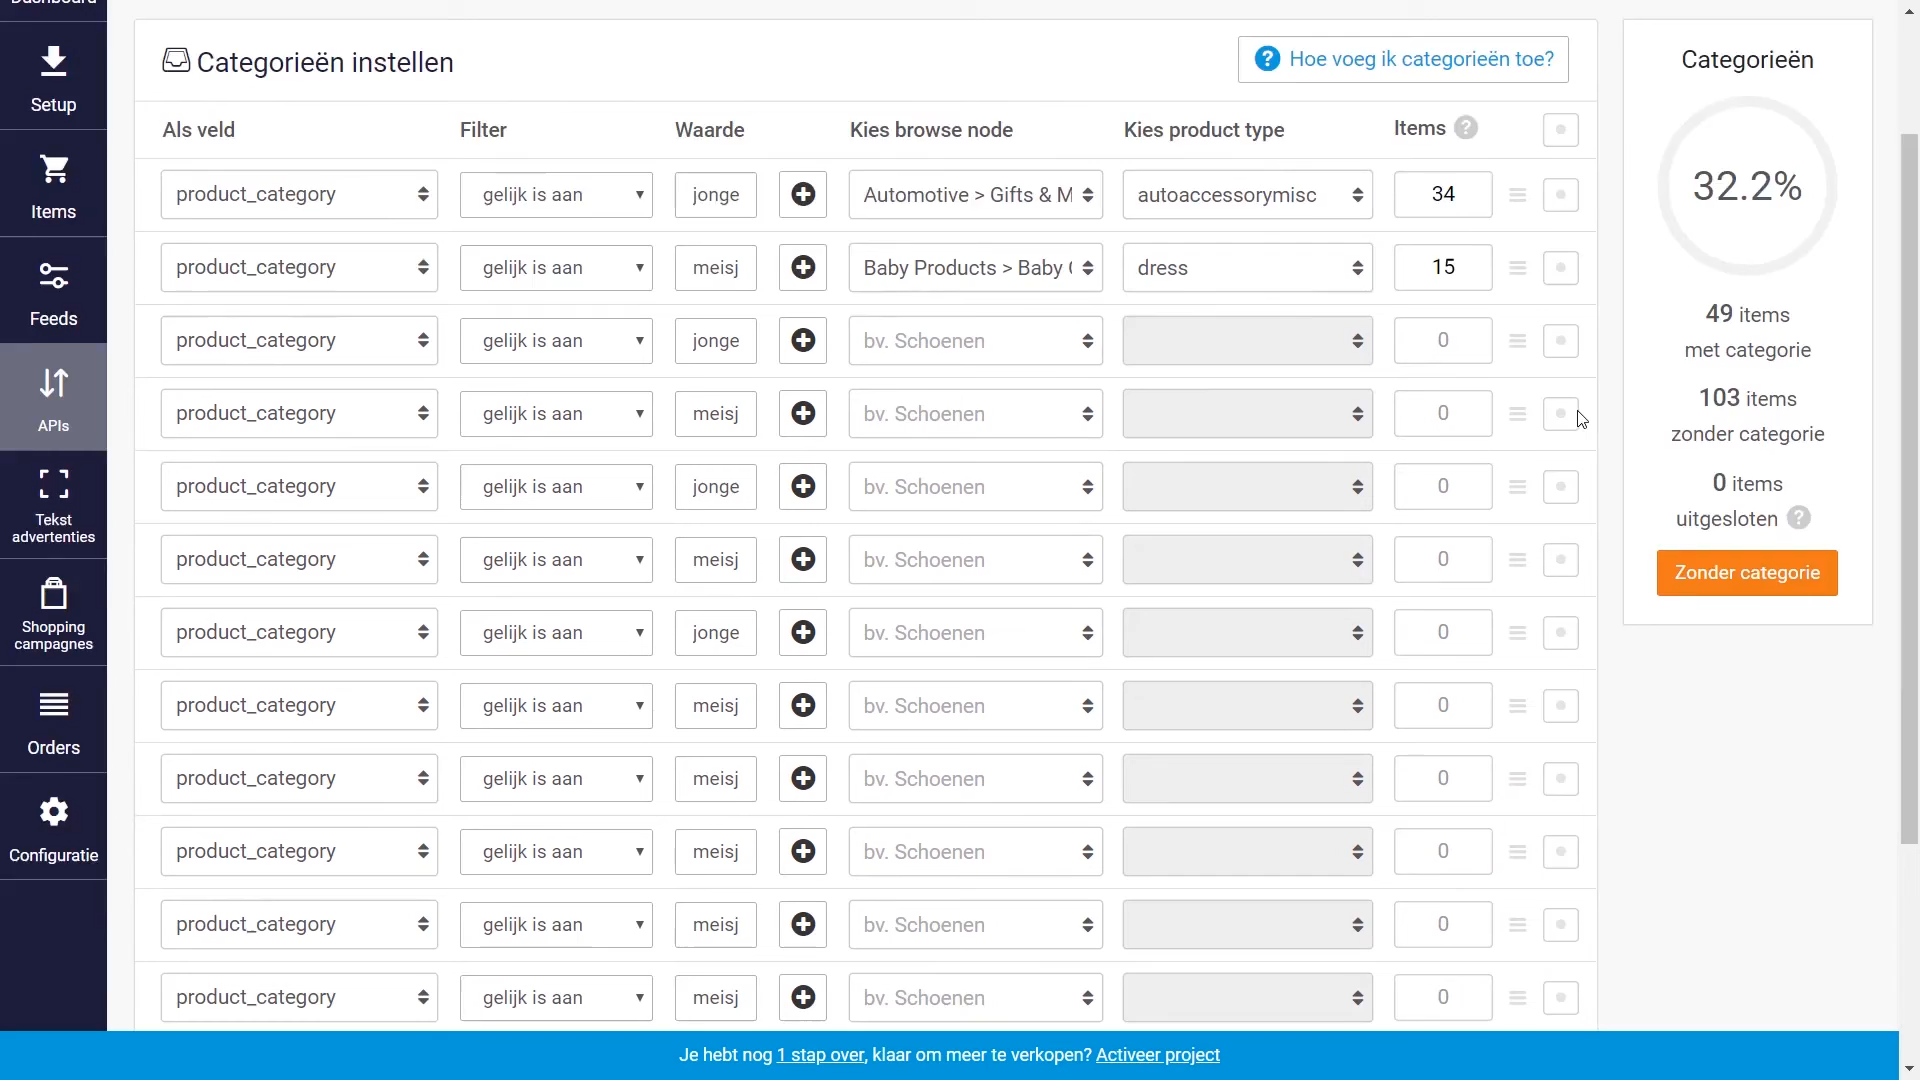 Setup
Items
Feeds
APIs
Tekst
advertenties
Shopping
campagnes
Orders
Configuratie
Categorieën instellen
? Hoe voeg ik categorieën toe?
Als veld Filter Waarde Kies browse node Kies product type Items ?
product_category gelijk is aan jonge Automotive > Gifts & M autoaccessorymisc 34
product_category gelijk is aan meisj Baby Products > Baby dress 15
product_category gelijk is aan jonge bv. Schoenen 0
product_category gelijk is aan meisj bv. Schoenen 0
product_category gelijk is aan jonge bv. Schoenen 0
product_category gelijk is aan meisj bv. Schoenen 0
product_category gelijk is aan jonge bv. Schoenen 0
product_category gelijk is aan meisj bv. Schoenen 0
product_category gelijk is aan meisj bv. Schoenen 0
product_category gelijk is aan meisj bv. Schoenen 0
product_category gelijk is aan meisj bv. Schoenen 0
product_category gelijk is aan meisj bv. Schoenen 0
Categorieën
32.2%
49 items
met categorie
103 items
zonder categorie
0 items
uitgesloten ?
Zonder categorie
Je hebt nog 1 stap over, klaar om meer te verkopen? Activeer project